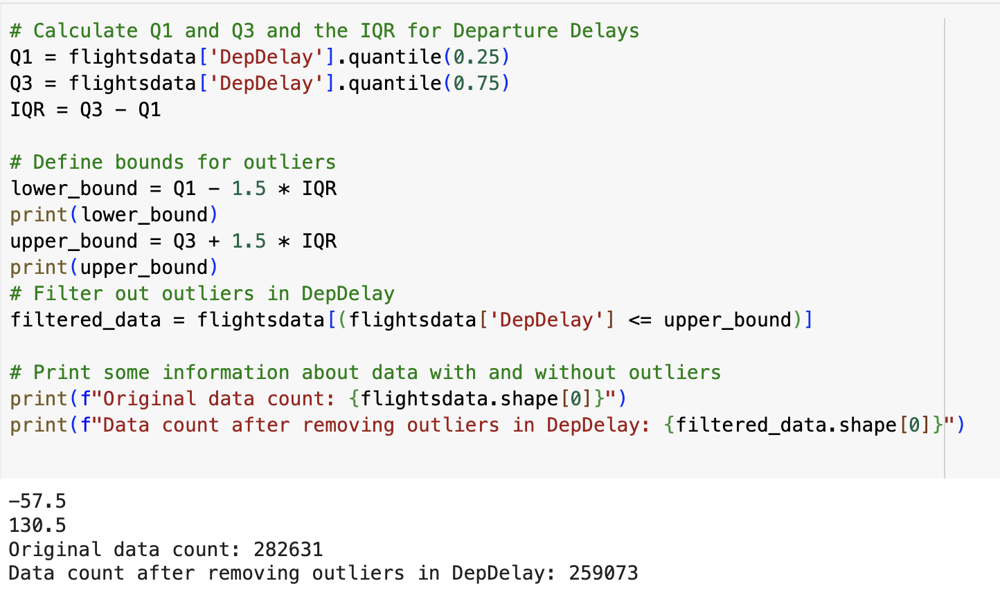 # Calculate Q1 and Q3 and the IQR for Departure Delays
Q1 = flightsdata['DepDelay'].quantile(0.25)
Q3 = flightsdata['DepDelay'].quantile(0.75)
IQR = Q3 - Q1
# Define bounds for outliers
lower_bound = Q1 - 1.5 * IQR
print(lower_bound)
upper_bound = Q3 + 1.5 * IQR
print(upper_bound)
# Filter out outliers in DepDelay
filtered_data = flightsdata[(flightsdata['DepDelay'] <= upper_bound)]
# Print some information about data with and without outliers
print(f"Original data count: {flightsdata.shape[0]}")
print(f"Data count after removing outliers in DepDelay: {filtered_data.shape[0]}")
-57.5
130.5
Original data count: 282631
Data count after removing outliers in DepDelay: 259073